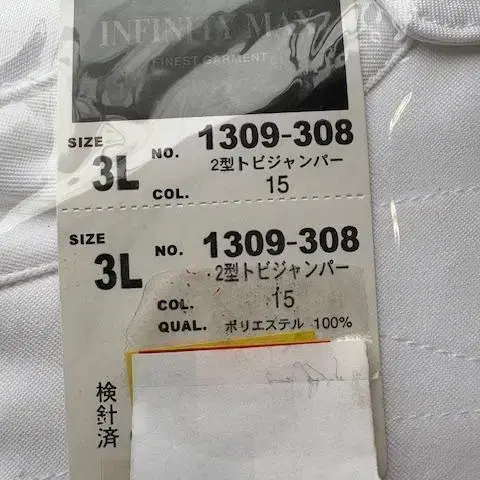 INFINITY MAX
FINEST GARMENT
SIZE 3L NO. 1309-308
2型トビジャンパー
COL. 15
SIZE 3L NO. 1309-308
2型トビジャンパー
COL. 15
QUAL. ポリエステル 100%
検針済